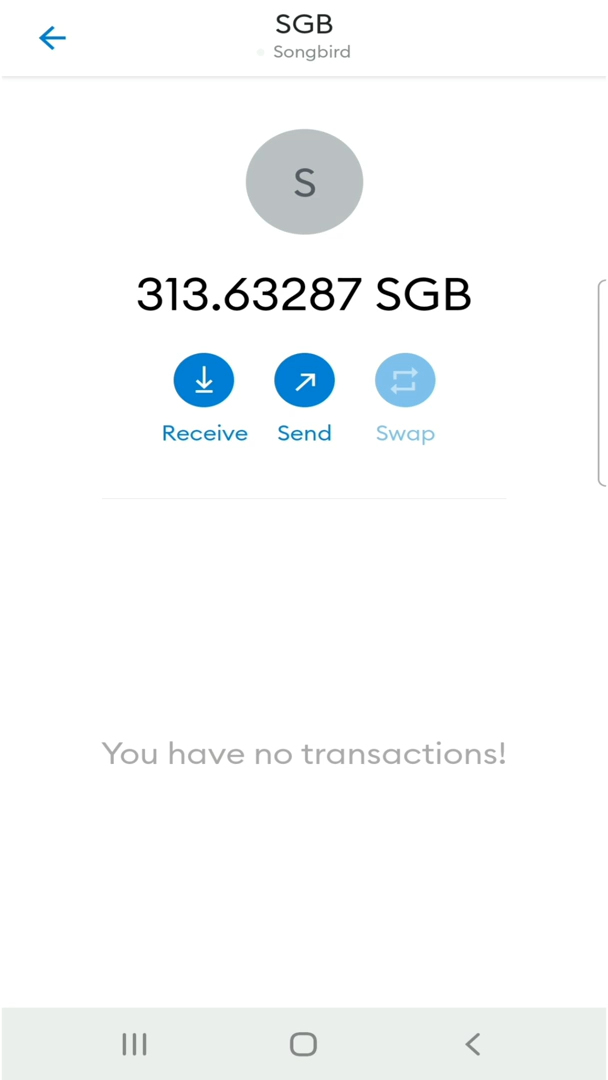 SGB
Songbird
S
313.63287 SGB
Receive Send Swap
You have no transactions!